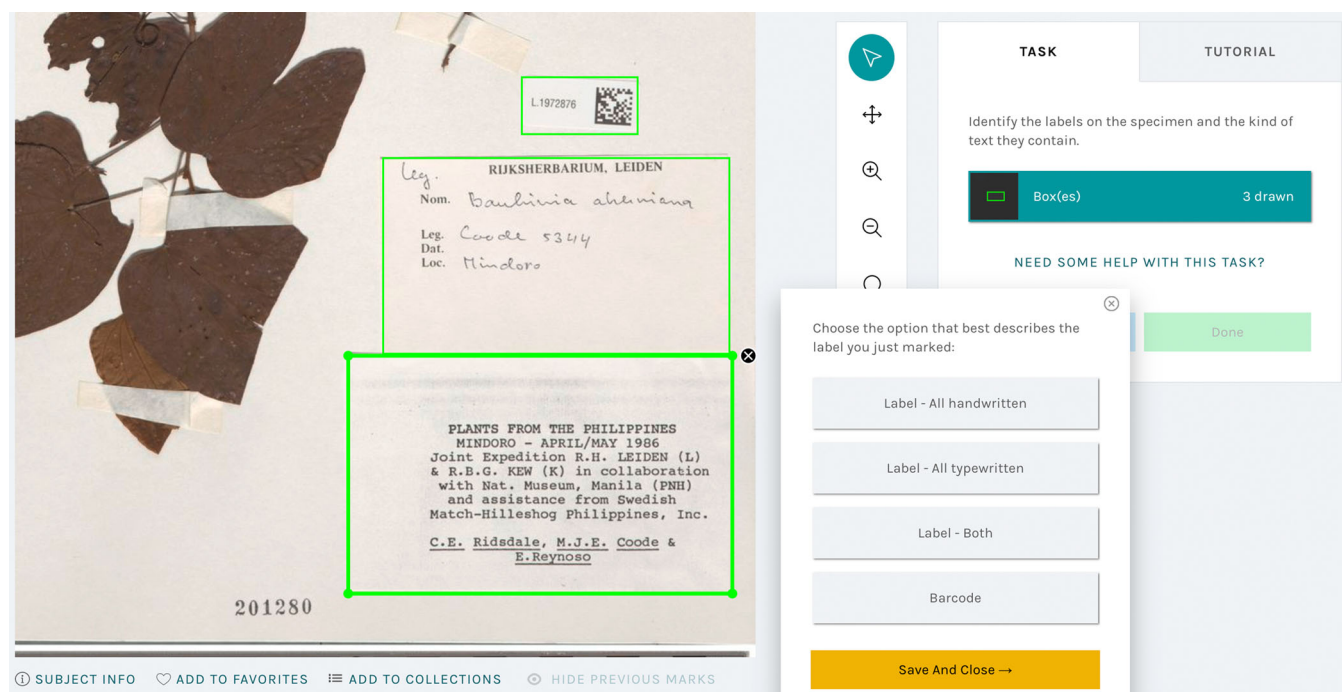 L.1972876
leg.
RIJKSHERBARIUM, LEIDEN
Nom. Bauhinia aherniana
Leg. Coode 5344
Dat.
Loc. Mindoro
PLANTS FROM THE PHILIPPINES
MINDORO - APRIL/MAY 1986
Joint Expedition R.H. LEIDEN (L)
& R.B.G. KEW (K) in collaboration
with Nat. Museum, Manila (PNH)
and assistance from Swedish
Match-Hilleshog Philippines, Inc.
C.E. Ridsdale, M.J.E. Coode &
E.Reynoso
201280
SUBJECT INFO
ADD TO FAVORITES
ADD TO COLLECTIONS
HIDE PREVIOUS MARKS
TASK
TUTORIAL
Identify the labels on the specimen and the kind of
text they contain.
Box(es)
3 drawn
NEED SOME HELP WITH THIS TASK?
Done
Choose the option that best describes the
label you just marked:
Label - All handwritten
Label - All typewritten
Label - Both
Barcode
Save And Close →